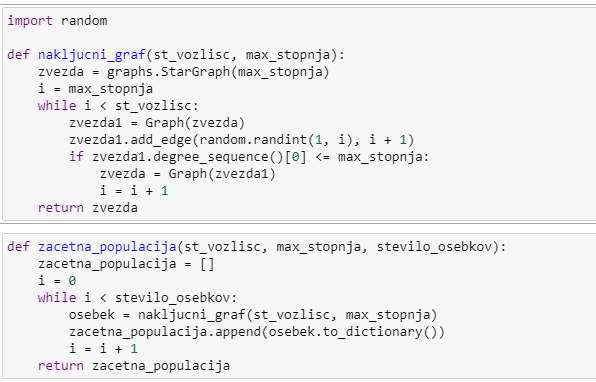 import random

def nakljucni_graf(st_vozlisc, max_stopnja):
    zvezda = graphs.StarGraph(max_stopnja)
    i = max_stopnja
    while i < st_vozlisc:
        zvezda1 = Graph(zvezda)
        zvezda1.add_edge(random.randint(1, i), i + 1)
        if zvezda1.degree_sequence()[0] <= max_stopnja:
            zvezda = Graph(zvezda1)
            i = i + 1
    return zvezda

def zacetna_populacija(st_vozlisc, max_stopnja, stevilo_osebkov):
    zacetna_populacija = []
    i = 0
    while i < stevilo_osebkov:
        osebek = nakljucni_graf(st_vozlisc, max_stopnja)
        zacetna_populacija.append(osebek.to_dictionary())
        i = i + 1
    return zacetna_populacija